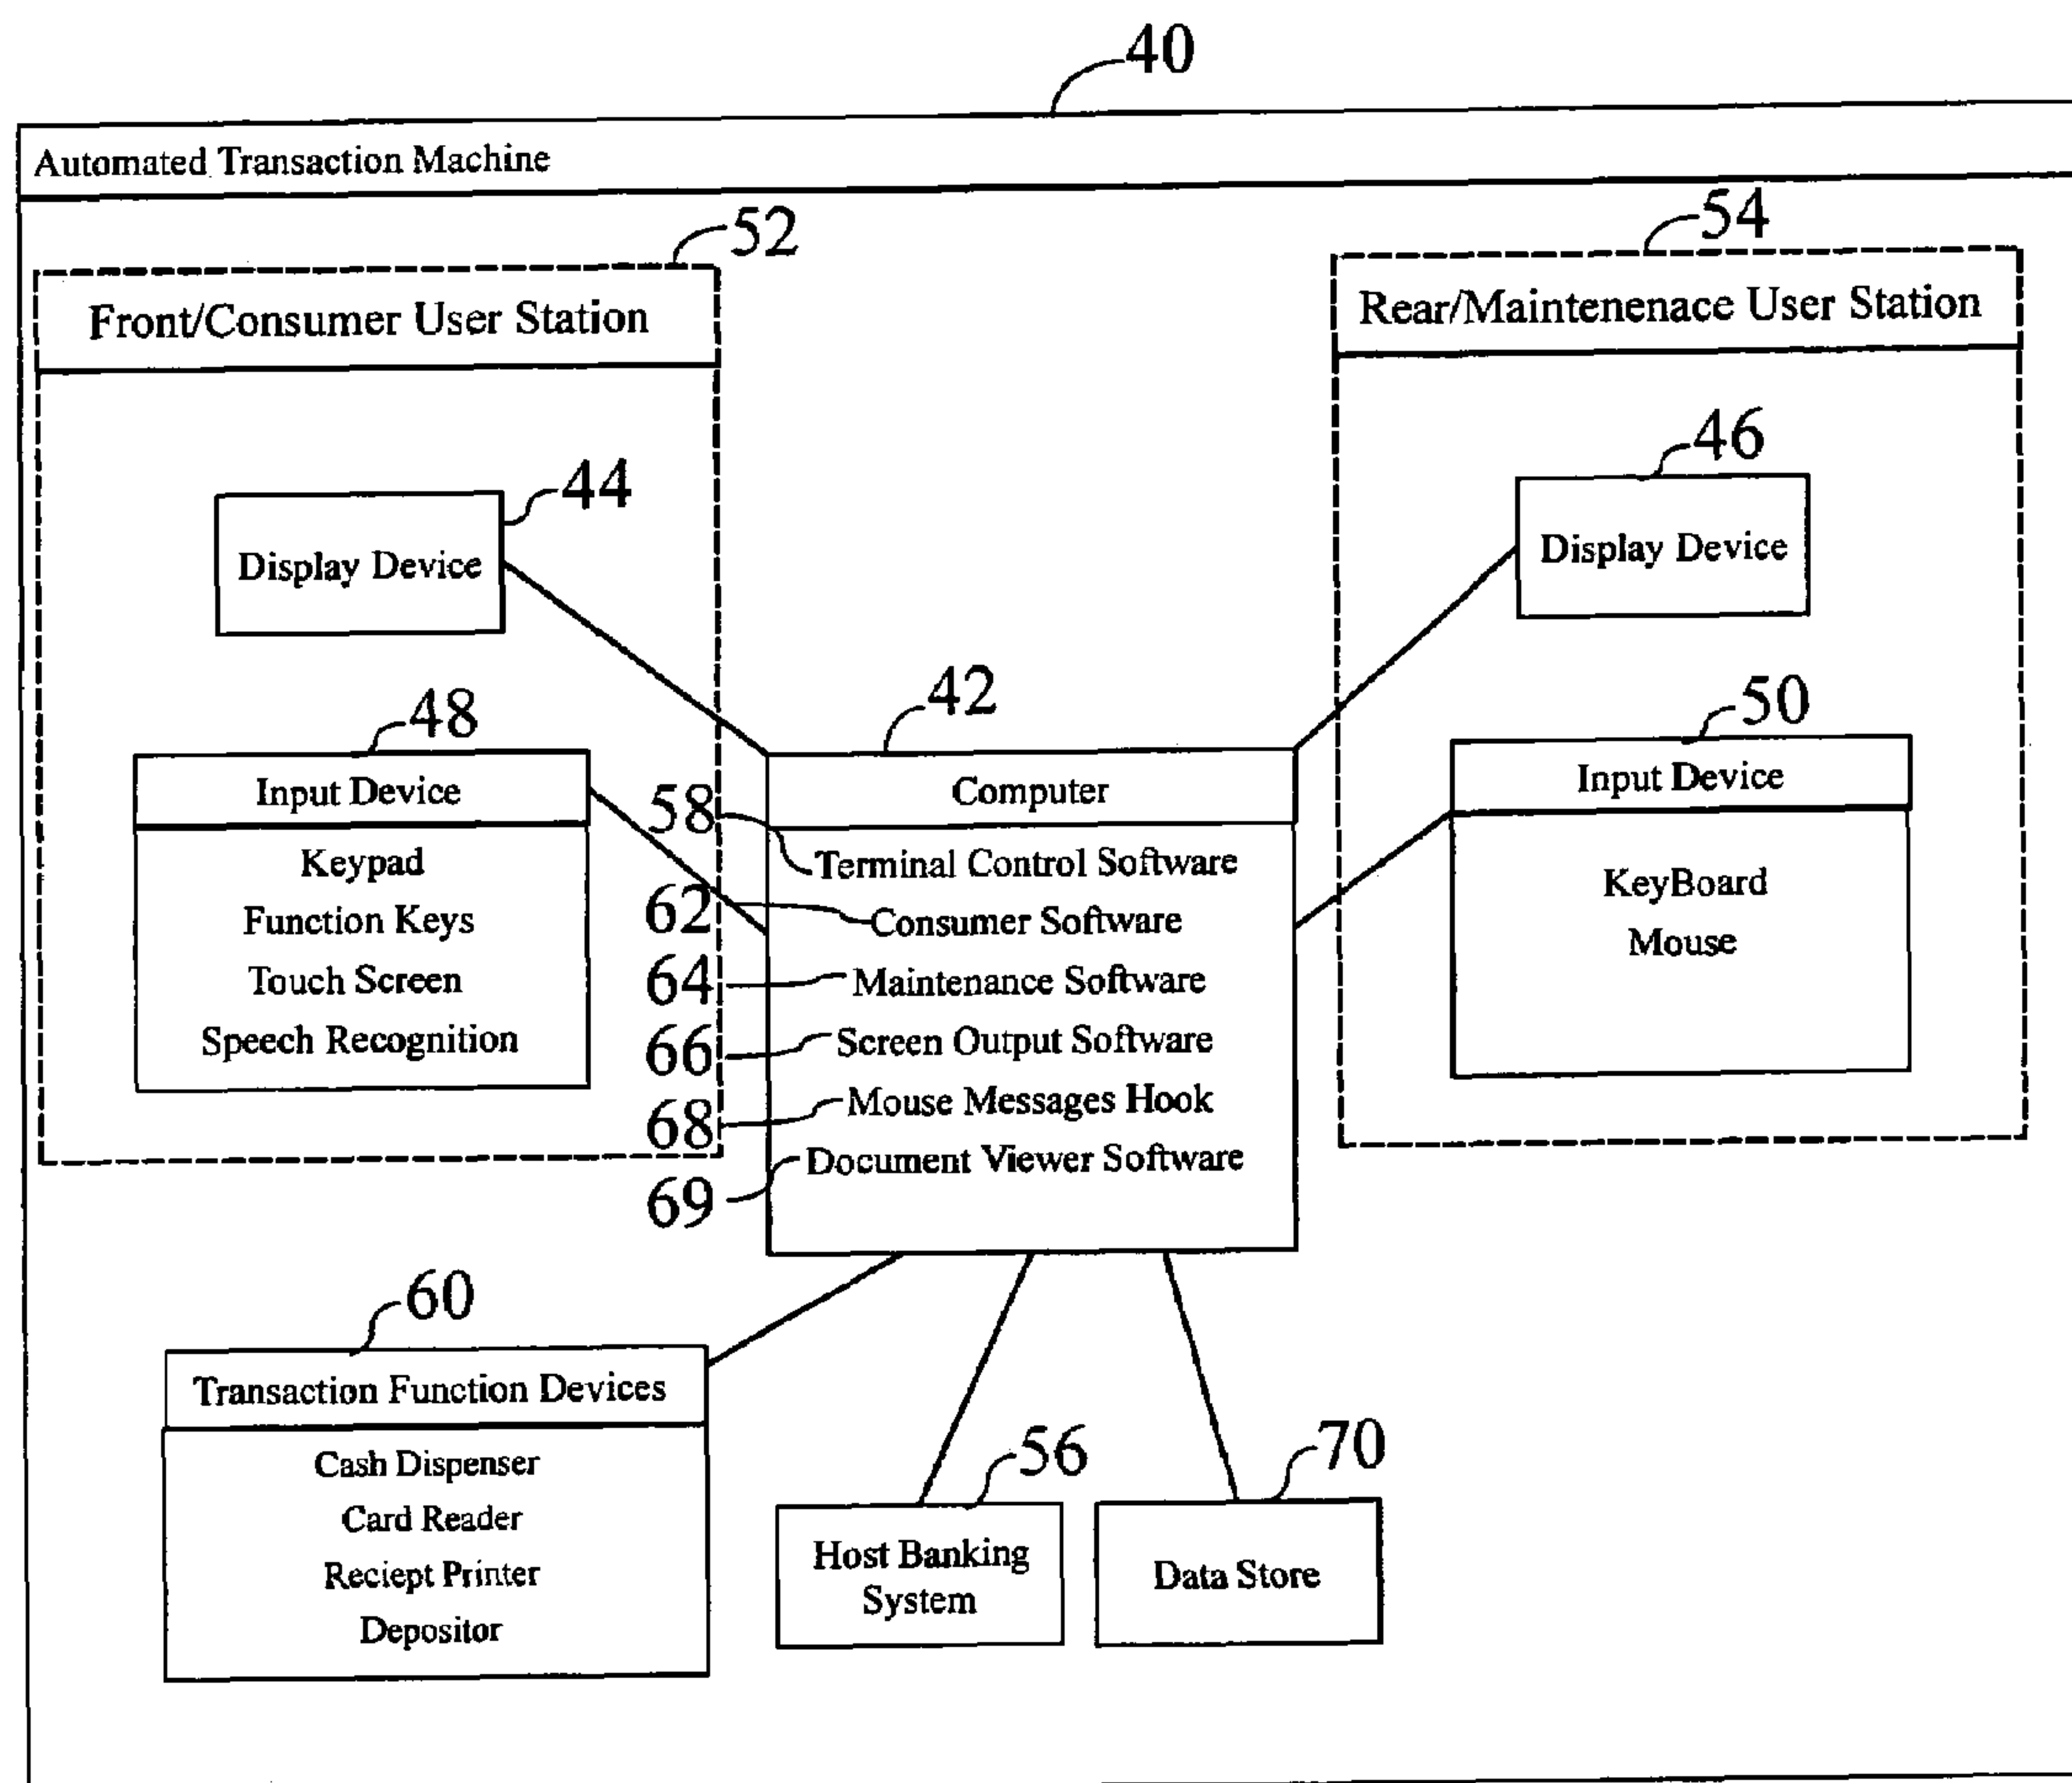 40
Automated Transaction Machine
52
Front/Consumer User Station
44
Display Device
48
Input Device
Keypad
Function Keys
Touch Screen
Speech Recognition
54
Rear/Maintenenace User Station
46
Display Device
50
Input Device
KeyBoard
Mouse
42
Computer
58
Terminal Control Software
62
Consumer Software
64
Maintenance Software
66
Screen Output Software
68
Mouse Messages Hook
69
Document Viewer Software
60
Transaction Function Devices
Cash Dispenser
Card Reader
Reciept Printer
Depositor
56
Host Banking
System
70
Data Store